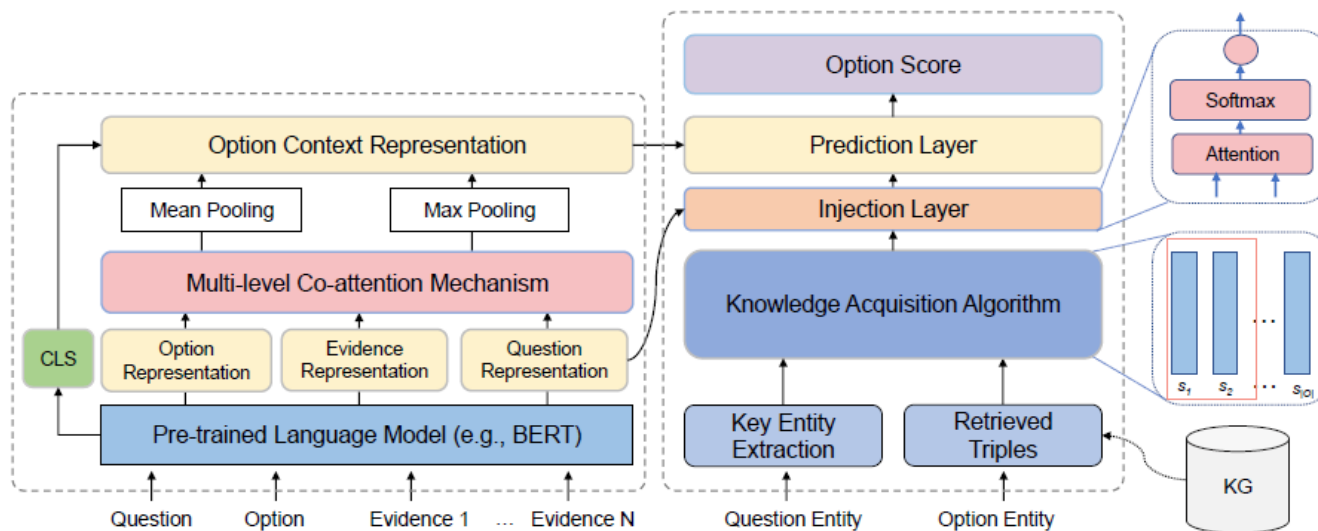 Option Score
Softmax
Option Context Representation
Prediction Layer
Attention
Mean Pooling
Max Pooling
Injection Layer
Multi-level Co-attention Mechanism
Knowledge Acquisition Algorithm
CLS
Option
Representation
Evidence
Representation
Question
Representation
...
s1
s2
...
s|O|
Pre-trained Language Model (e.g., BERT)
Key Entity
Extraction
Retrieved
Triples
KG
Question
Option
Evidence 1
...
Evidence N
Question Entity
Option Entity